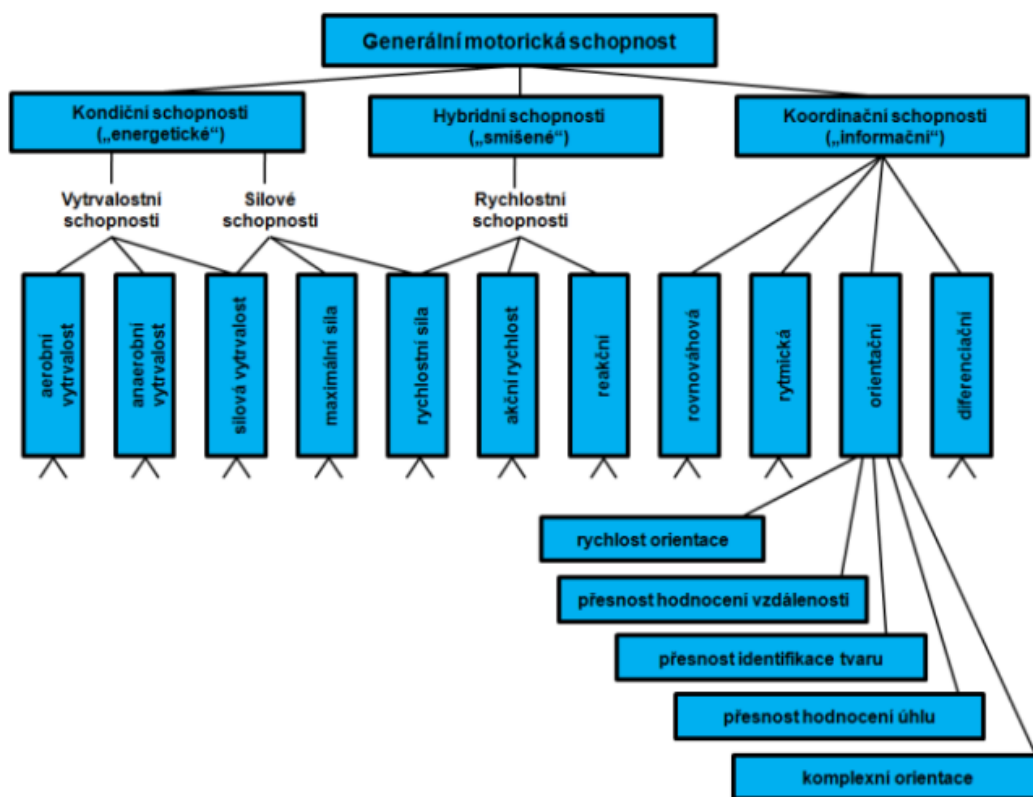 Generální motorická schopnost
Kondiční schopnosti
(„energetické“)
Hybridní schopnosti
(„smíšené“)
Koordinační schopnosti
(„informační“)
Vytrvalostní
schopnosti
Silové
schopnosti
Rychlostní
schopnosti
aerobní
vytrvalost
anaerobní
vytrvalost
silová vytrvalost
maximální síla
rychlostní síla
akční rychlost
reakční
rovnováhová
rytmická
orientační
diferenciační
rychlost orientace
přesnost hodnocení vzdálenosti
přesnost identifikace tvaru
přesnost hodnocení úhlu
komplexní orientace